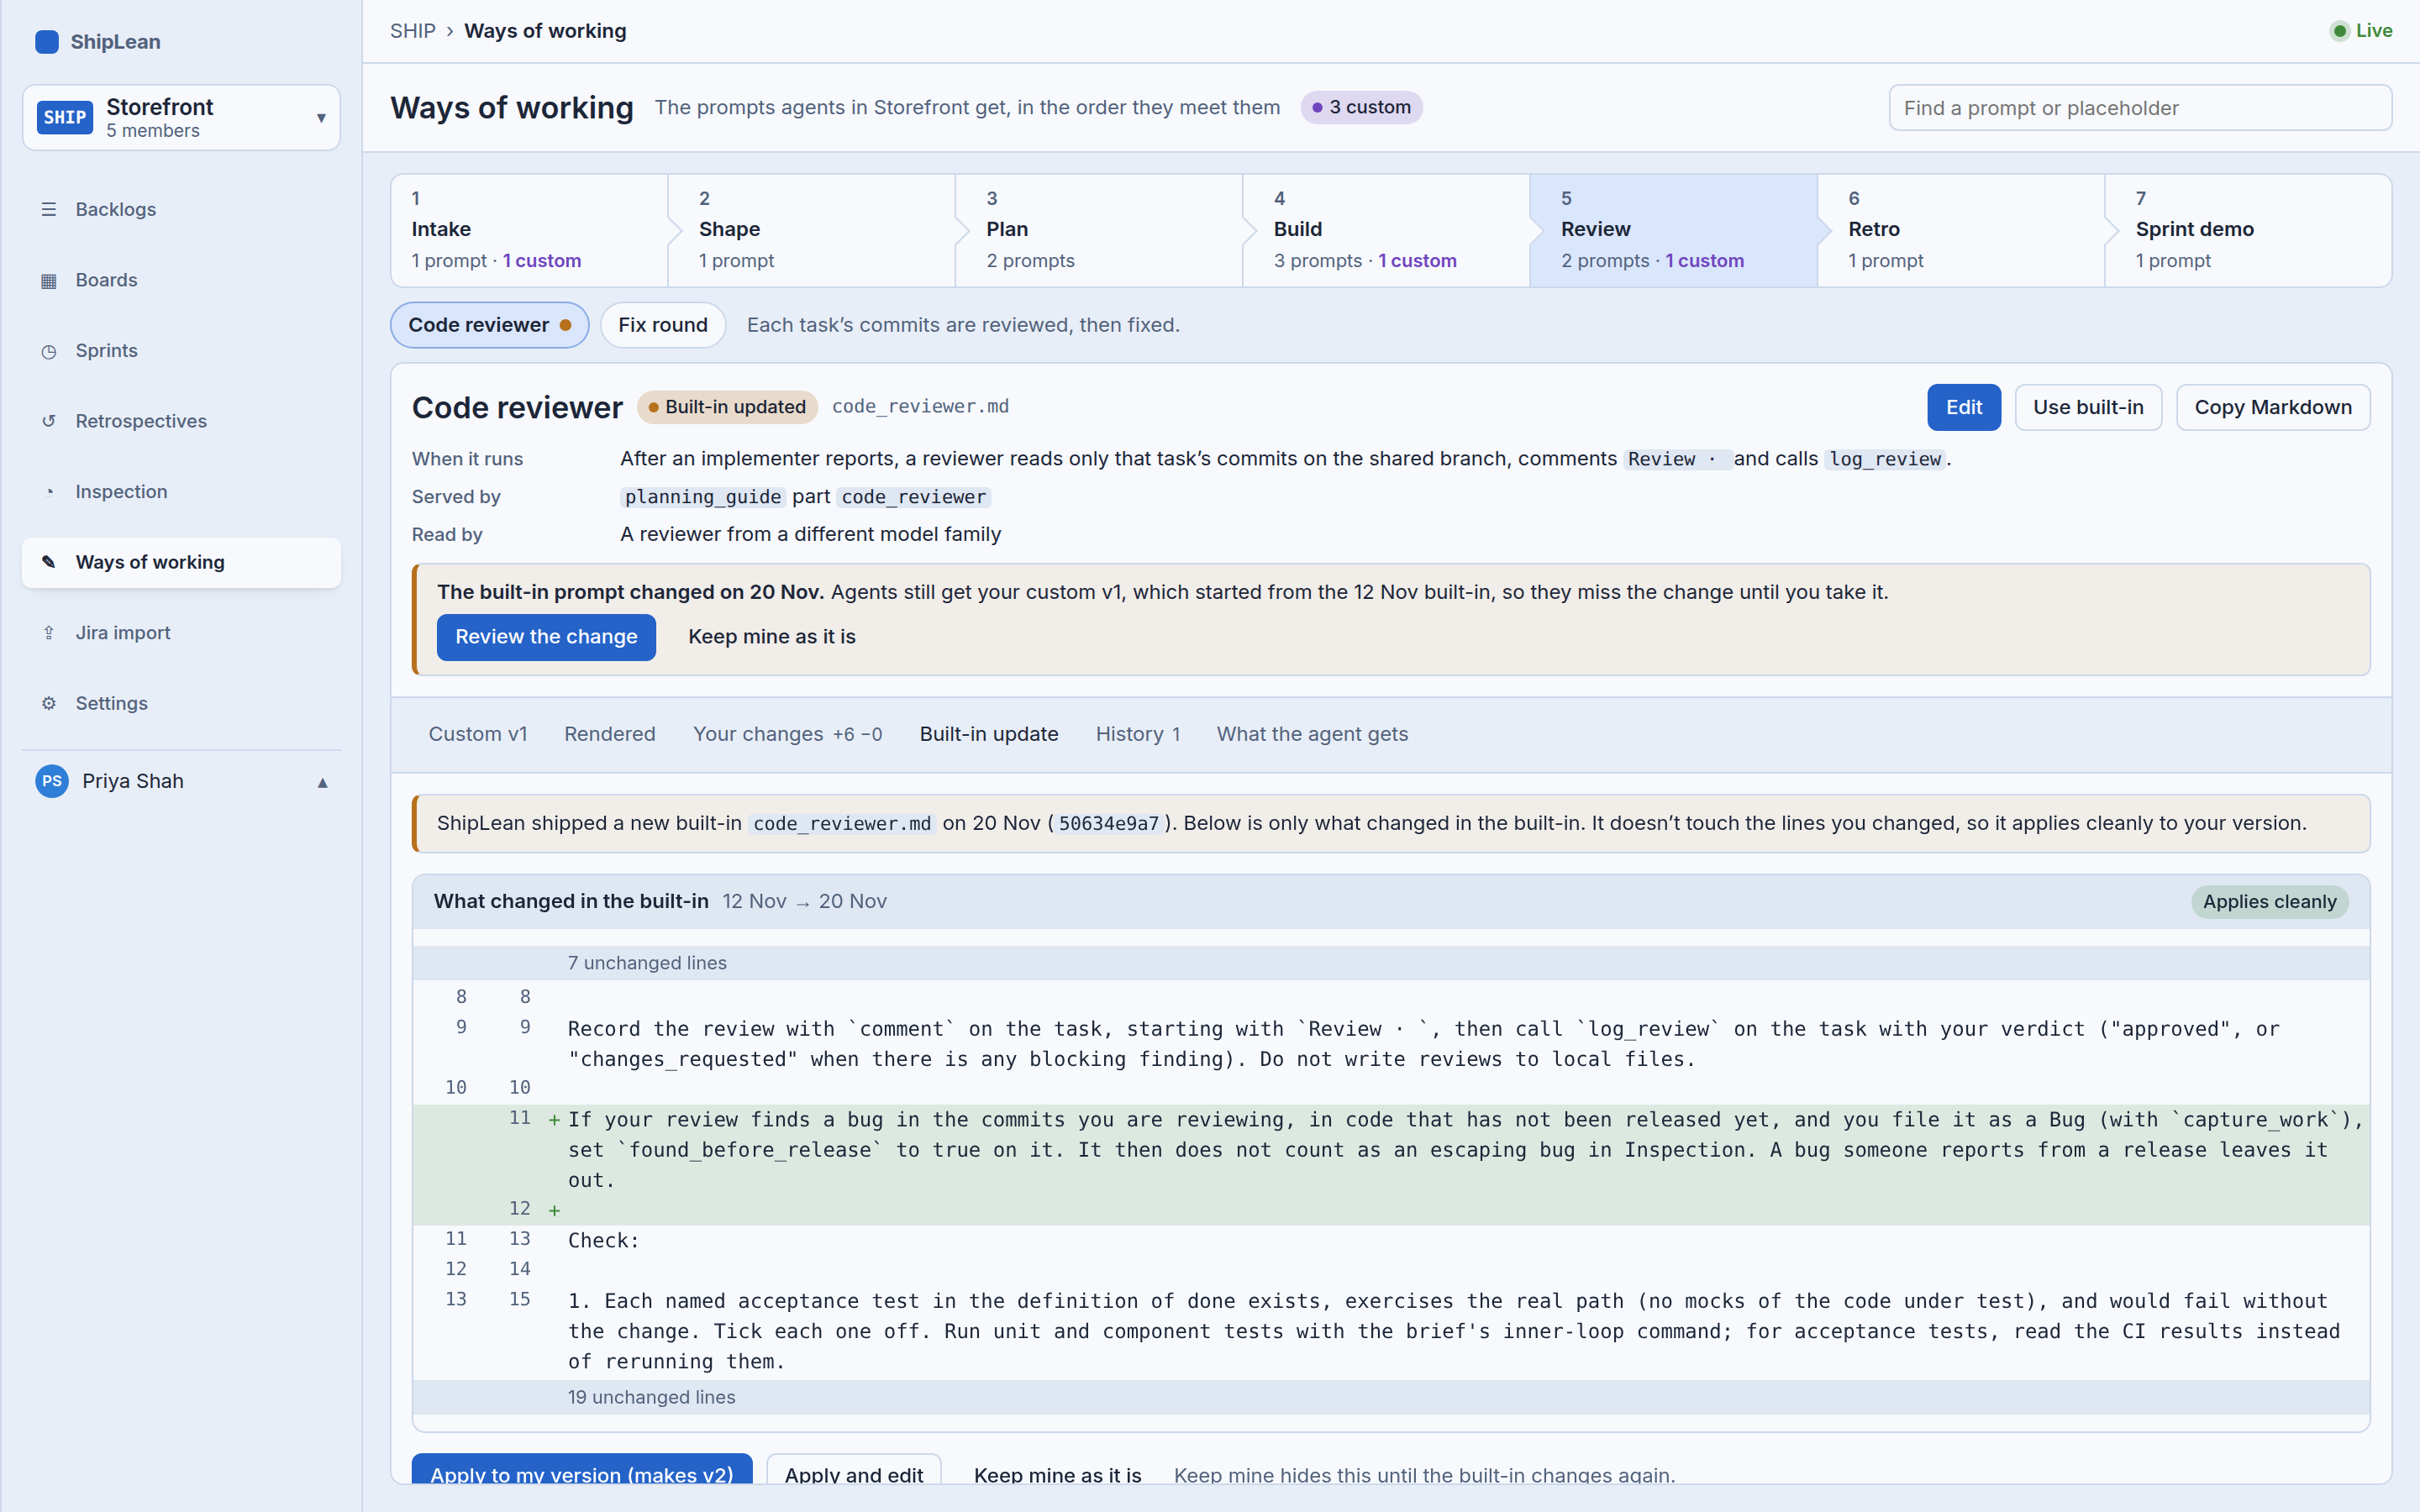 ShipLean
SHIP
Storefront
5 members
Backlogs
Boards
Sprints
Retrospectives
Inspection
Ways of working
Jira import
Settings
PS Priya Shah
SHIP › Ways of working
Live
Ways of working
The prompts agents in Storefront get, in the order they meet them
3 custom
Find a prompt or placeholder
1
Intake
1 prompt · 1 custom
2
Shape
1 prompt
3
Plan
2 prompts
4
Build
3 prompts · 1 custom
5
Review
2 prompts · 1 custom
6
Retro
1 prompt
7
Sprint demo
1 prompt
Code reviewer
Fix round
Each task’s commits are reviewed, then fixed.
Code reviewer
Built-in updated
code_reviewer.md
Edit
Use built-in
Copy Markdown
When it runs
After an implementer reports, a reviewer reads only that task’s commits on the shared branch, comments Review · and calls log_review.
Served by
planning_guide part code_reviewer
Read by
A reviewer from a different model family
The built-in prompt changed on 20 Nov. Agents still get your custom v1, which started from the 12 Nov built-in, so they miss the change until you take it.
Review the change
Keep mine as it is
Custom v1
Rendered
Your changes +6 −0
Built-in update
History 1
What the agent gets
ShipLean shipped a new built-in code_reviewer.md on 20 Nov (50634e9a7). Below is only what changed in the built-in. It doesn’t touch the lines you changed, so it applies cleanly to your version.
What changed in the built-in 12 Nov → 20 Nov
Applies cleanly
7 unchanged lines
8 8
9 9 Record the review with `comment` on the task, starting with `Review · `, then call `log_review` on the task with your verdict ("approved", or
"changes_requested" when there is any blocking finding). Do not write reviews to local files.
10 10
11 + If your review finds a bug in the commits you are reviewing, in code that has not been released yet, and you file it as a Bug (with `capture_work`),
set `found_before_release` to true on it. It then does not count as an escaping bug in Inspection. A bug someone reports from a release leaves it
out.
12 +
11 13 Check:
12 14
13 15 1. Each named acceptance test in the definition of done exists, exercises the real path (no mocks of the code under test), and would fail without
the change. Tick each one off. Run unit and component tests with the brief's inner-loop command; for acceptance tests, read the CI results instead
of rerunning them.
19 unchanged lines
Apply to my version (makes v2)
Apply and edit
Keep mine as it is
Keep mine hides this until the built-in changes again.